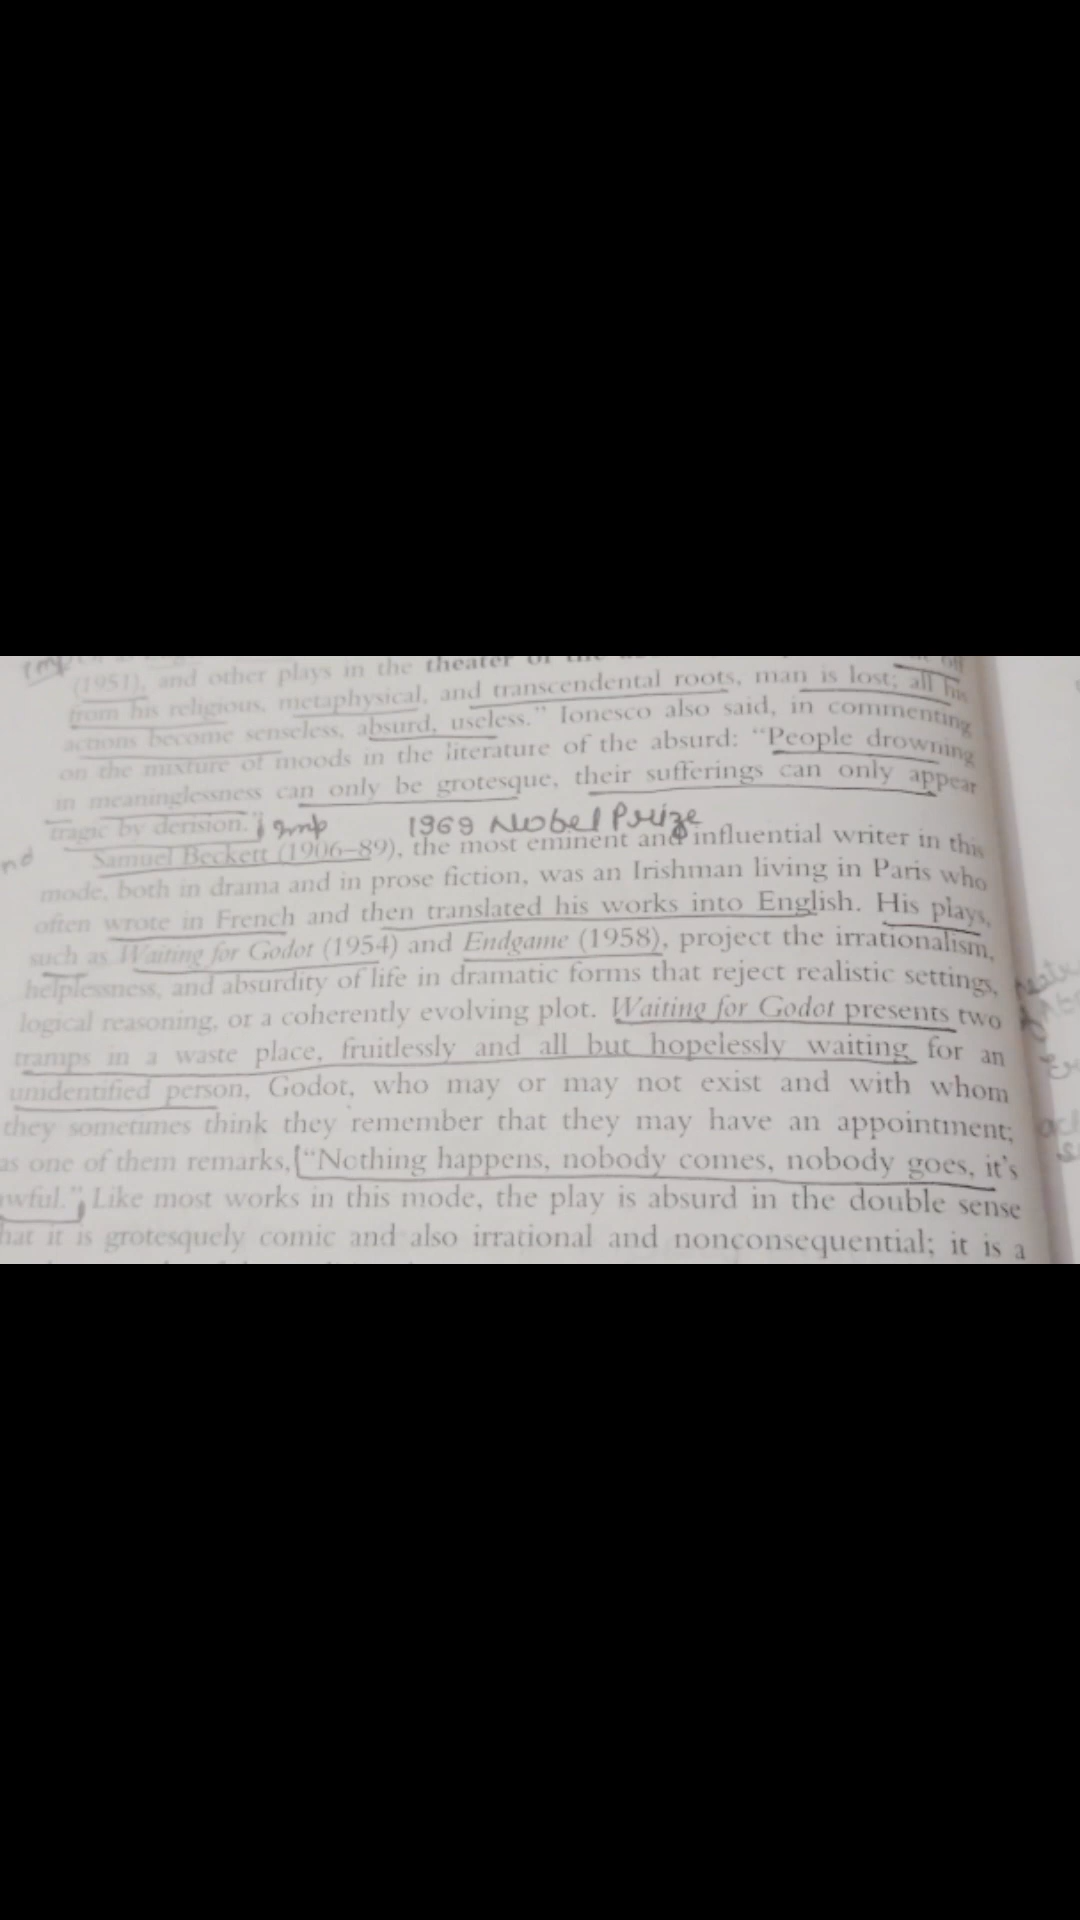 Imp
(1951), and other plays in the theater of the
from his religious, metaphysical, and transcendental roots, man is lost; all his
actions become senseless, absurd, useless." Ionesco also said, in commenting
on the mixture of moods in the literature of the absurd: "People drowning
in meaninglessness can only be grotesque, their sufferings can only appear
tragic by derision." Imp 1969 Nobel Prize
Samuel Beckett (1906–89), the most eminent and influential writer in this
mode, both in drama and in prose fiction, was an Irishman living in Paris who
often wrote in French and then translated his works into English. His plays,
such as Waiting for Godot (1954) and Endgame (1958), project the irrationalism,
helplessness, and absurdity of life in dramatic forms that reject realistic settings,
logical reasoning, or a coherently evolving plot. Waiting for Godot presents two
tramps in a waste place, fruitlessly and all but hopelessly waiting for an
unidentified person, Godot, who may or may not exist and with whom
they sometimes think they remember that they may have an appointment;
as one of them remarks, ["Nothing happens, nobody comes, nobody goes, it's
awful."] Like most works in this mode, the play is absurd in the double sense
hat it is grotesquely comic and also irrational and nonconsequential; it is a